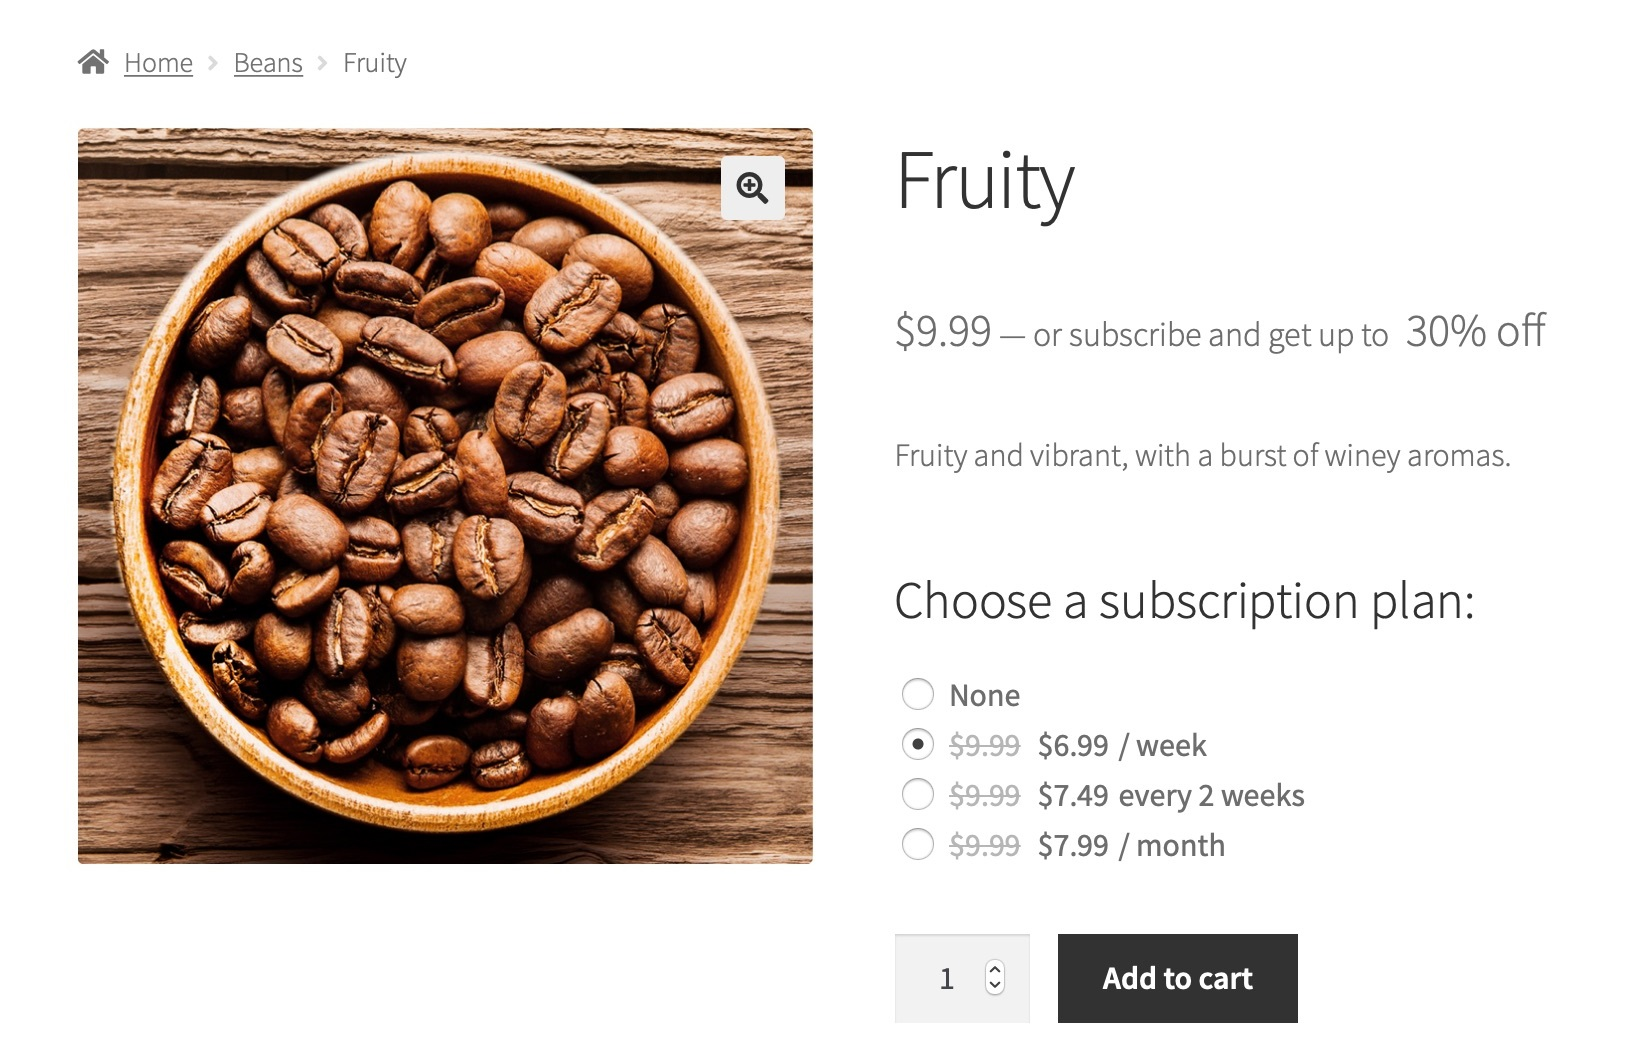 Home > Beans > Fruity
Fruity
$9.99 — or subscribe and get up to 30% off
Fruity and vibrant, with a burst of winey aromas.
Choose a subscription plan:
None
$9.99 $6.99 / week
$9.99 $7.49 every 2 weeks
$9.99 $7.99 / month
1 Add to cart